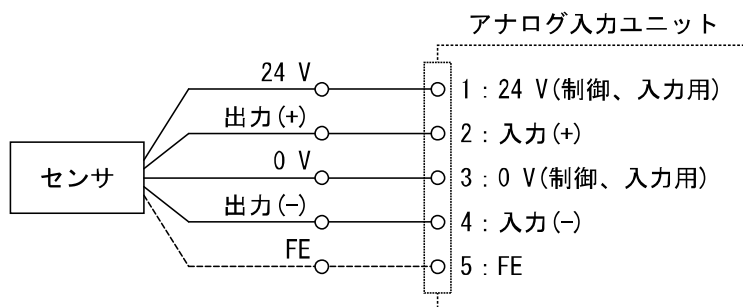 アナログ入力ユニット
24 V
1 : 24 V(制御、入力用)
出力(+)
2 : 入力(+)
0 V
センサ
3 : 0 V(制御、入力用)
出力(-)
4 : 入力(-)
FE
5 : FE